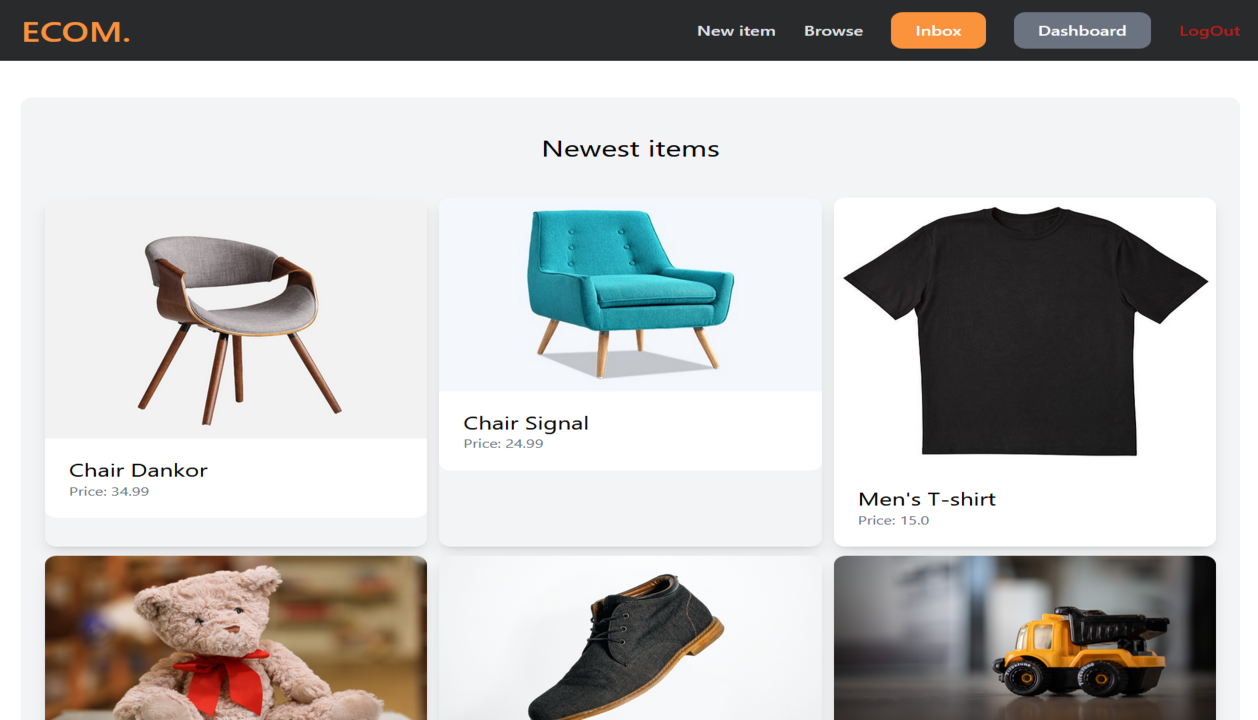 ECOM.
New item
Browse
Inbox
Dashboard
LogOut
Newest items
Chair Dankor
Price: 34.99
Chair Signal
Price: 24.99
Men's T-shirt
Price: 15.0